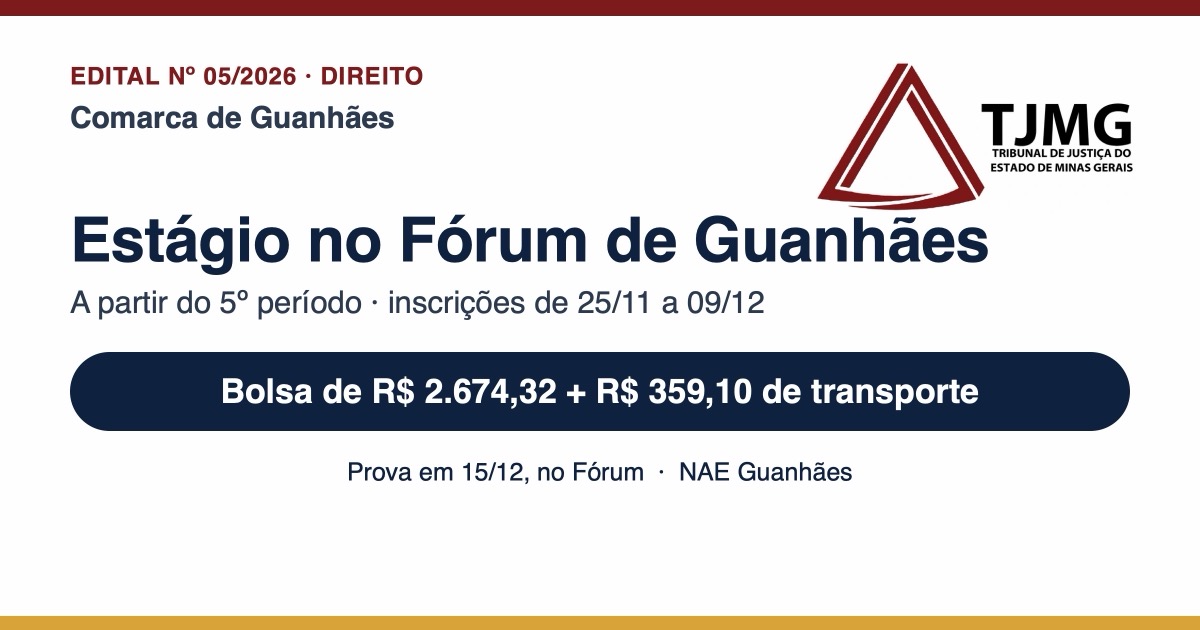 EDITAL Nº 05/2026 · DIREITO
Comarca de Guanhães
TJMG
TRIBUNAL DE JUSTIÇA DO
ESTADO DE MINAS GERAIS
Estágio no Fórum de Guanhães
A partir do 5º período · inscrições de 25/11 a 09/12
Bolsa de R$ 2.674,32 + R$ 359,10 de transporte
Prova em 15/12, no Fórum · NAE Guanhães